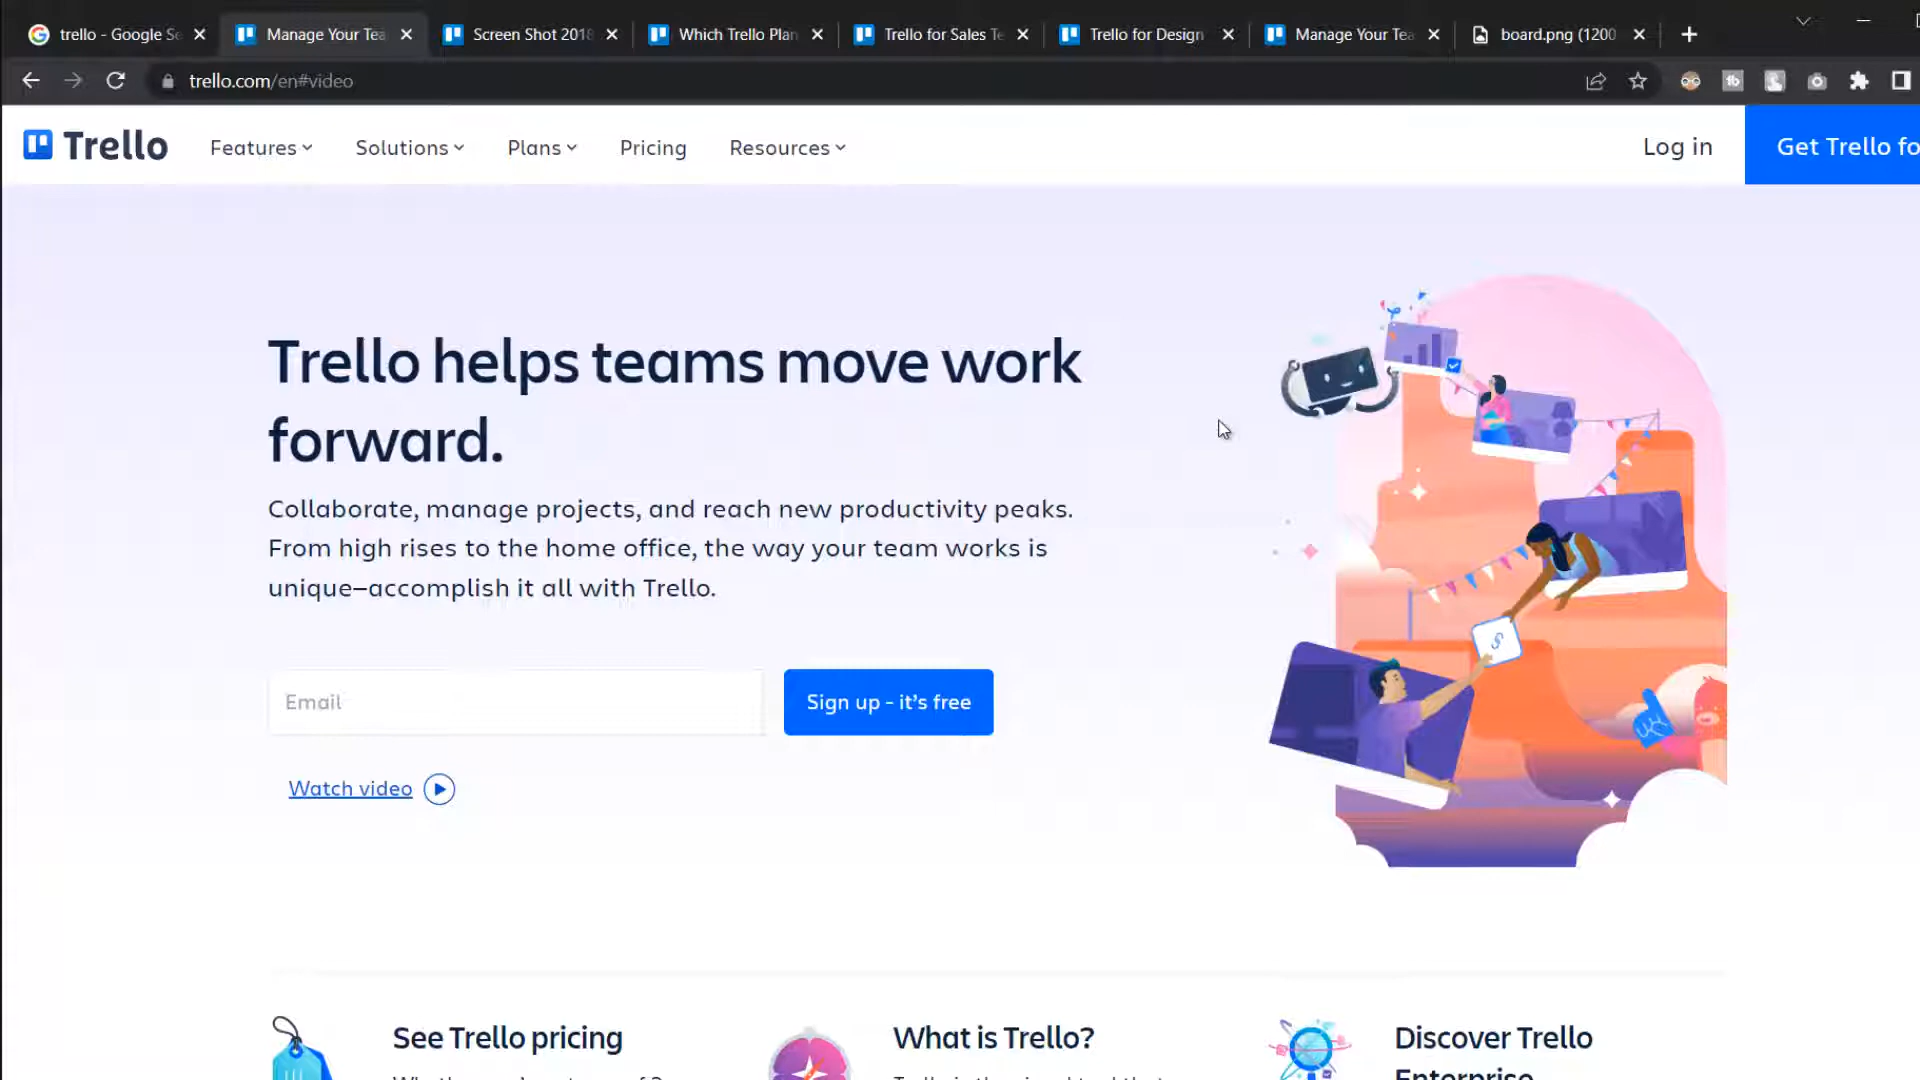 trello - Google Se
Manage Your Tea
Screen Shot 2018
Which Trello Plan
Trello for Sales Te
Trello for Design
Manage Your Tea
board.png (1200
trello.com/en#video
Trello
Features
Solutions
Plans
Pricing
Resources
Log in
Get Trello fo
Trello helps teams move work
forward.
Collaborate, manage projects, and reach new productivity peaks.
From high rises to the home office, the way your team works is
unique—accomplish it all with Trello.
Email
Sign up - it’s free
Watch video
$
See Trello pricing
What is Trello?
Discover Trello
Enterprise